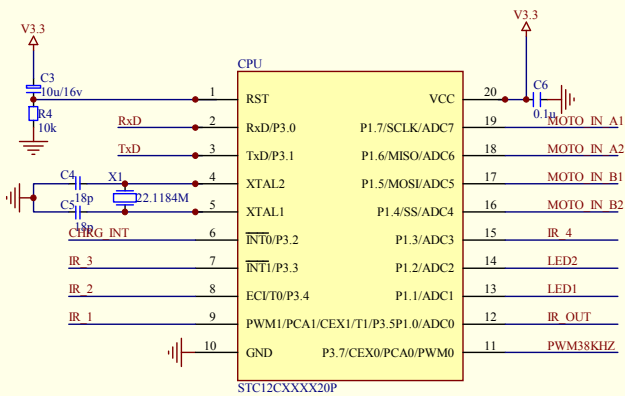 V3.3
V3.3
CPU
C3
10u/16v
1 RST VCC 20
C6
0.1u
R4
10k
RxD 2 RxD/P3.0 P1.7/SCLK/ADC7 19 MOTO_IN_A1
TxD 3 TxD/P3.1 P1.6/MISO/ADC6 18 MOTO_IN_A2
C4
18p
X1
22.1184M
4 XTAL2 P1.5/MOSI/ADC5 17 MOTO_IN_B1
C5
18p
5 XTAL1 P1.4/SS/ADC4 16 MOTO_IN_B2
CHRG_INT 6 INT0/P3.2 P1.3/ADC3 15 IR_4
IR_3 7 INT1/P3.3 P1.2/ADC2 14 LED2
IR_2 8 ECI/T0/P3.4 P1.1/ADC1 13 LED1
IR_1 9 PWM1/PCA1/CEX1/T1/P3.5P1.0/ADC0 12 IR_OUT
10 GND P3.7/CEX0/PCA0/PWM0 11 PWM38KHZ
STC12CXXXX20P